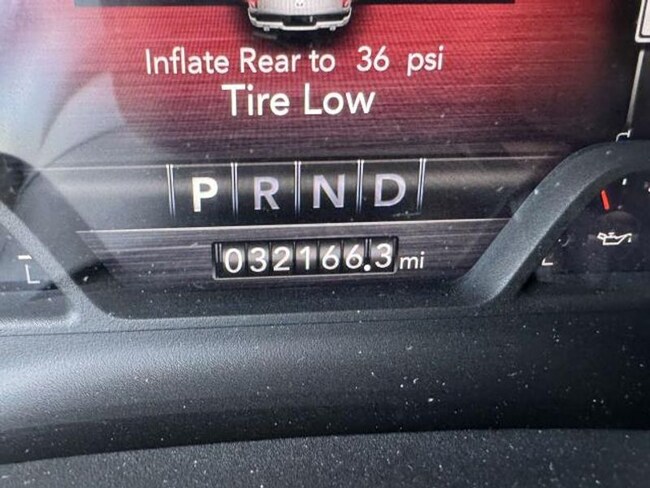 Inflate Rear to 36 psi
Tire Low
P R N D
032166.3 mi
L